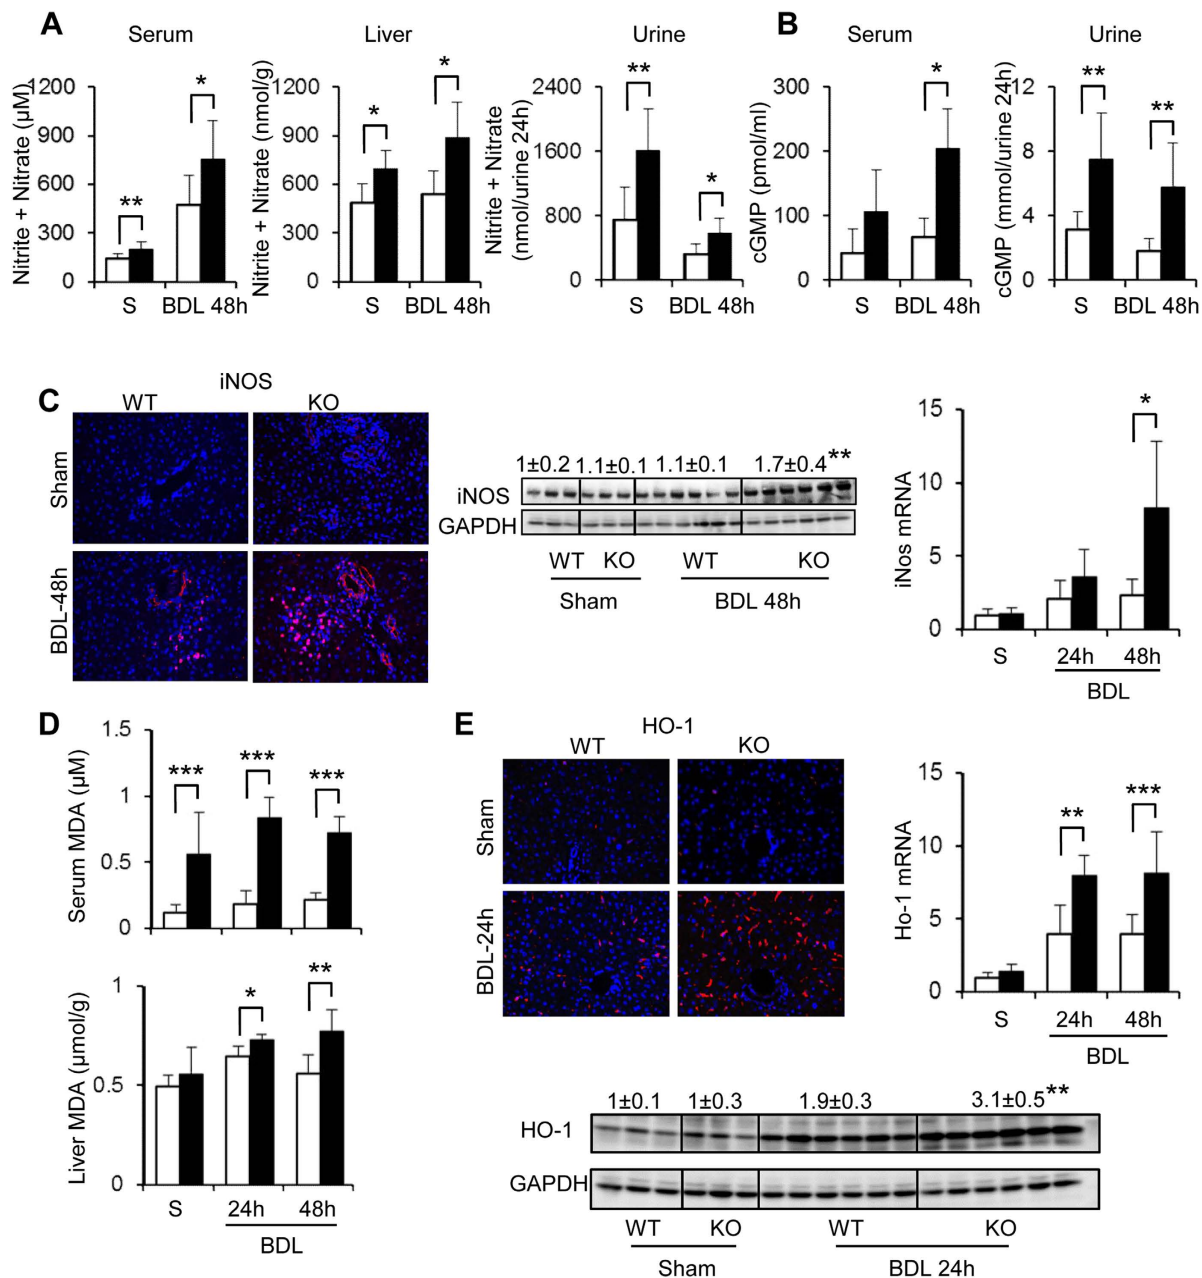 A
B
Serum
Liver
Urine
Serum
Urine
Nitrite + Nitrate (µM)
1200
900
600
300
0
**
*
S
BDL 48h
Nitrite + Nitrate (nmol/g)
1200
900
600
300
0
*
*
S
BDL 48h
Nitrite + Nitrate
(nmol/urine 24h)
2400
1600
800
0
**
*
S
BDL 48h
cGMP (pmol/ml)
300
200
100
0
*
S
BDL 48h
cGMP (mmol/urine 24h)
12
8
4
0
**
**
S
BDL 48h
C
iNOS
WT
KO
Sham
BDL-48h
1±0.2
1.1±0.1
1.1±0.1
1.7±0.4**
iNOS
GAPDH
WT
KO
WT
KO
Sham
BDL 48h
iNos mRNA
15
10
5
0
*
S
24h
48h
BDL
D
Serum MDA (µM)
1.5
1
0.5
0
***
***
***
Liver MDA (µmol/g)
1
0.5
0
*
**
S
24h
48h
BDL
E
HO-1
WT
KO
Sham
BDL-24h
Ho-1 mRNA
15
10
5
0
**
***
S
24h
48h
BDL
1±0.1
1±0.3
1.9±0.3
3.1±0.5**
HO-1
GAPDH
WT
KO
WT
KO
Sham
BDL 24h